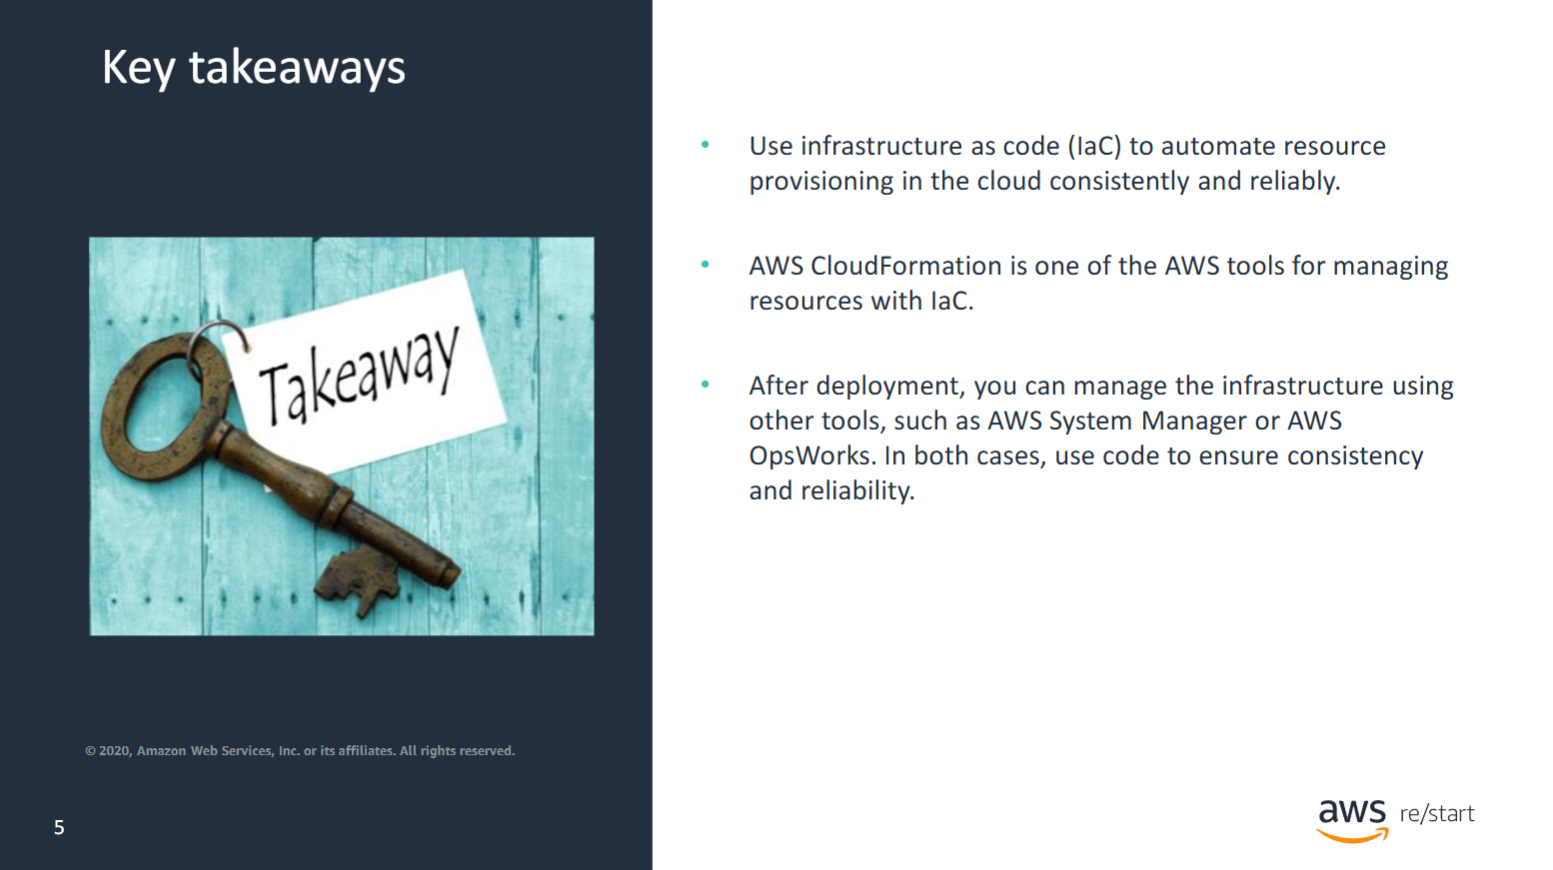 Key takeaways
Takeaway
© 2020, Amazon Web Services, Inc. or its affiliates. All rights reserved.
5
• Use infrastructure as code (IaC) to automate resource
provisioning in the cloud consistently and reliably.
• AWS CloudFormation is one of the AWS tools for managing
resources with IaC.
• After deployment, you can manage the infrastructure using
other tools, such as AWS System Manager or AWS
OpsWorks. In both cases, use code to ensure consistency
and reliability.
aws re/start